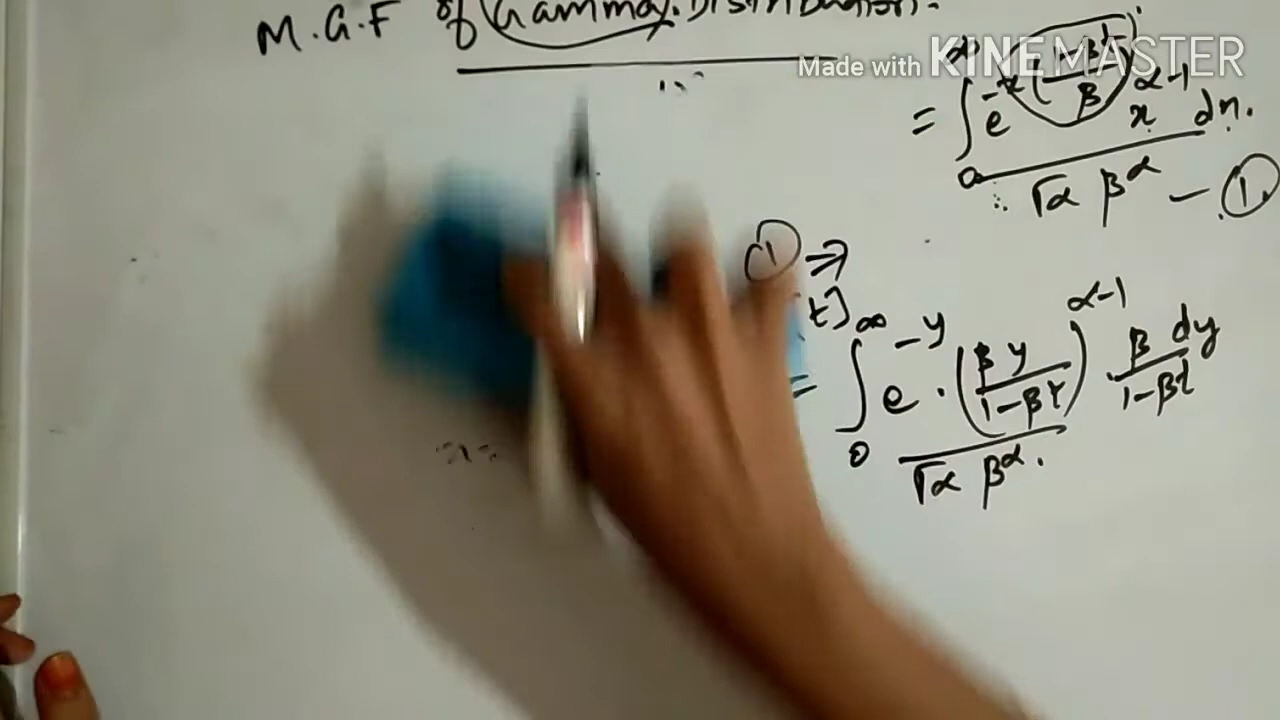 M.G.F of Gamma Distribution.
Made with KINEMASTER
= ∫₀^∞ e^{-x(1-βt/β)} x^{α-1} dx.
Γα β^α - ①
① ⇒
t]
= ∫₀^∞ e^{-y} · (βy/1-βt)^{α-1} · β dy/1-βt
Γα β^α.